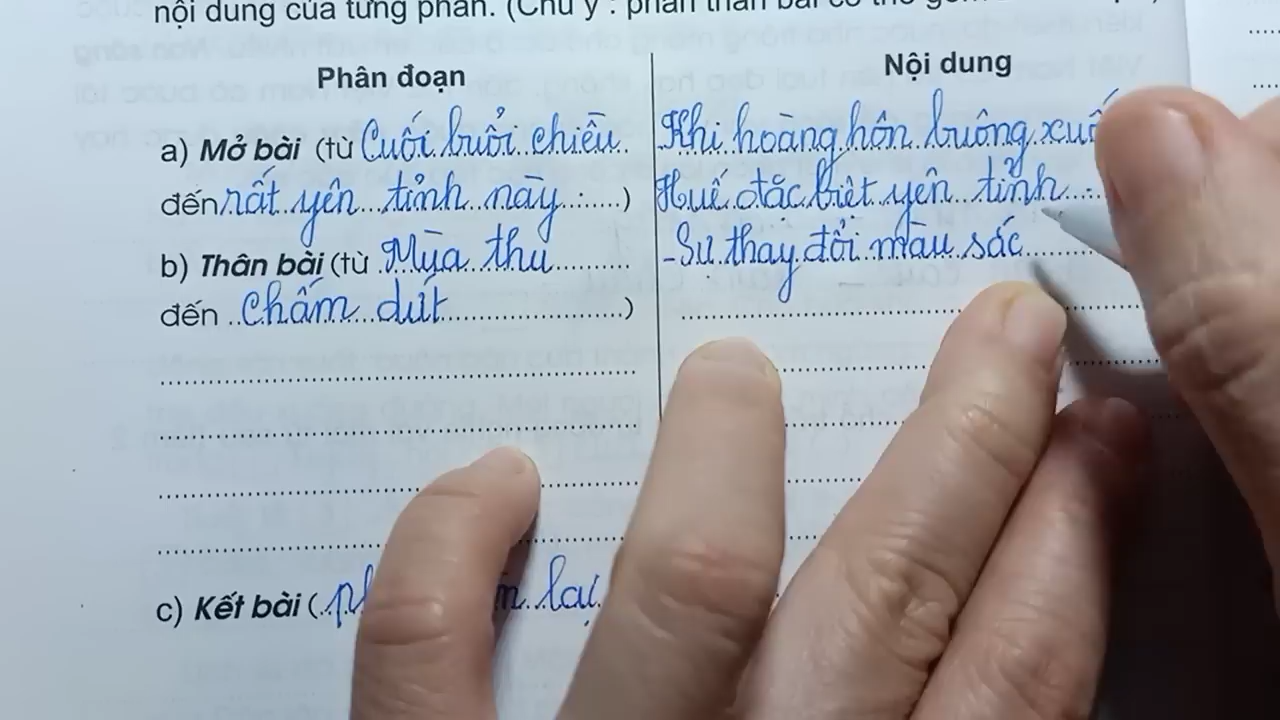 nội dung của từng phần. (Chú ý : phần thân bài có thể
Phân đoạn
Nội dung
a) Mở bài (từ Cuối buổi chiều
đến rất yên tĩnh này )
Khi hoàng hôn buông
Huế đặc biệt yên tĩnh
b) Thân bài (từ Mùa thu
đến chấm dứt )
- Sự thay đổi màu sắc
c) Kết bài ( lại